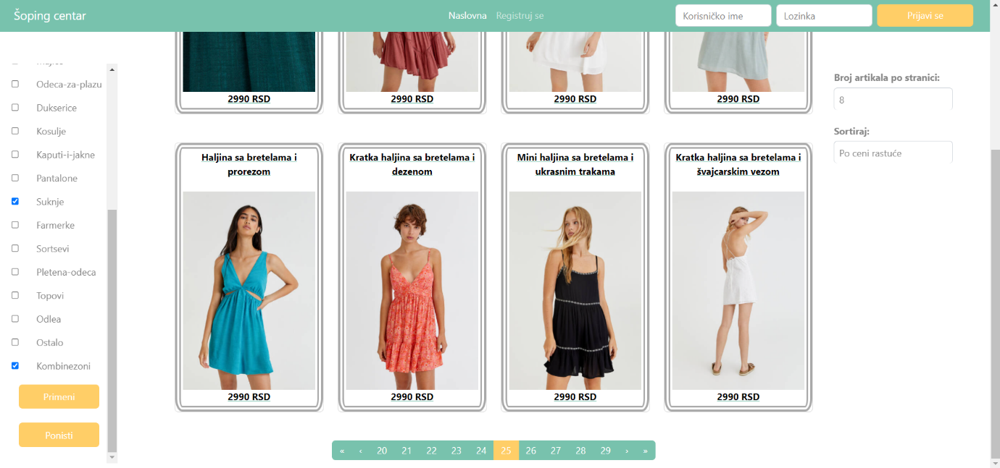 Šoping centar
Naslovna
Registruj se
Korisničko ime
Lozinka
Prijavi se
Odeca-za-plazu
Dukserice
Kosulje
Kaputi-i-jakne
Pantalone
Suknje
Farmerke
Sortsevi
Pletena-odeca
Topovi
Odlea
Ostalo
Kombinezoni
Primeni
Ponisti
2990 RSD
2990 RSD
2990 RSD
2990 RSD
Haljina sa bretelama i
prorezom
2990 RSD
Kratka haljina sa bretelama i
dezenom
2990 RSD
Mini haljina sa bretelama i
ukrasnim trakama
2990 RSD
Kratka haljina sa bretelama i
švajcarskim vezom
2990 RSD
« ‹ 20 21 22 23 24 25 26 27 28 29 › »
Broj artikala po stranici:
8
Sortiraj:
Po ceni rastuće